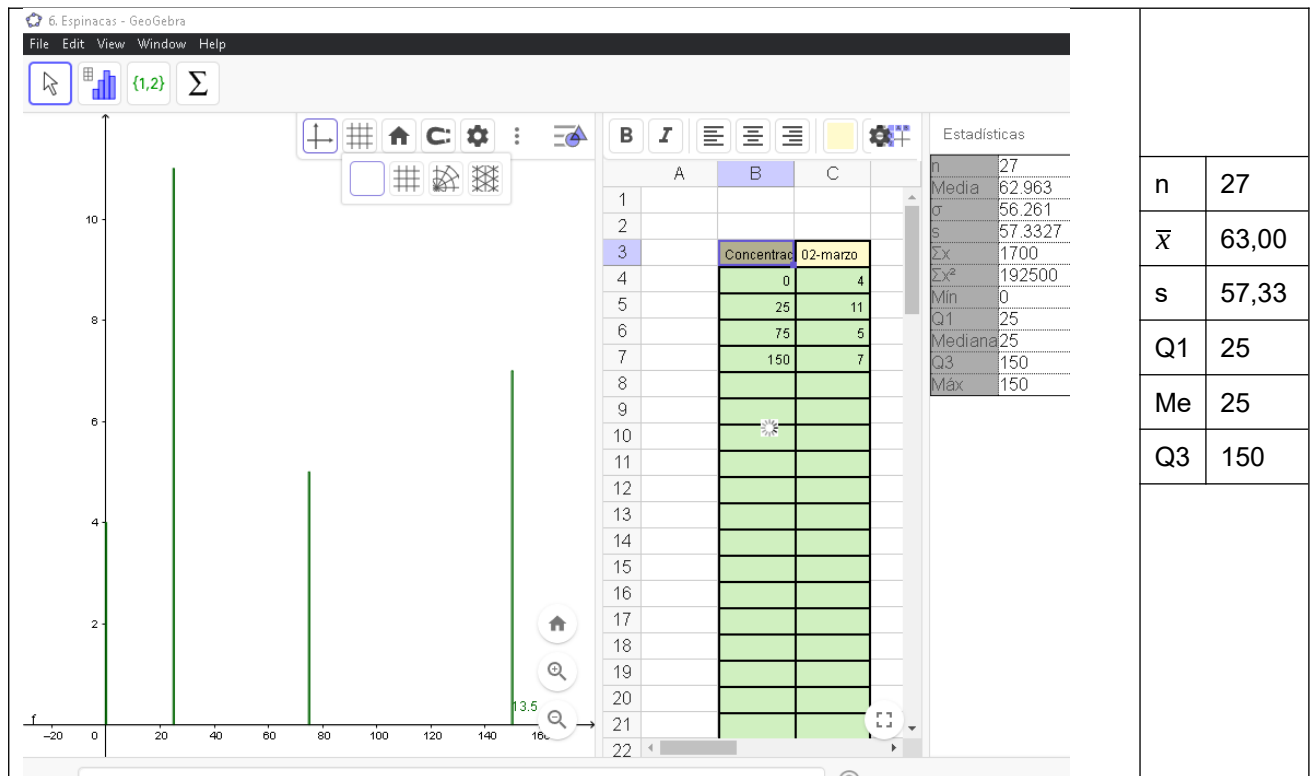 6. Espinacas - GeoGebra
File Edit View Window Help
{1,2} Σ
B I
Estadísticas
A B C
1
2
3 Concentrac 02-marzo
4 0 4
5 25 11
6 75 5
7 150 7
8
9
10
11
12
13
14
15
16
17
18
19
20
21
22
n 27
Media 62.963
σ 56.261
s 57.3327
Σx 1700
Σx² 192500
Mín 0
Q1 25
Mediana 25
Q3 150
Máx 150
10
8
6
4
2
13.5
f
–20 0 20 40 60 80 100 120 140
n 27
x̅ 63,00
s 57,33
Q1 25
Me 25
Q3 150